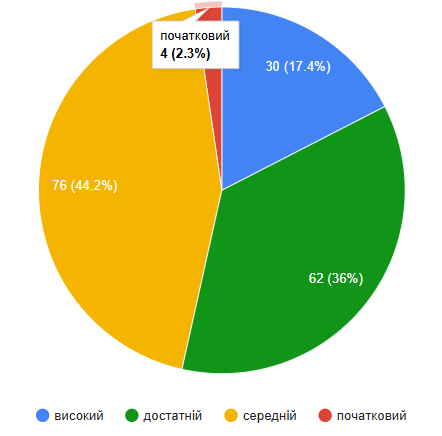 початковий
4 (2.3%)
30 (17.4%)
76 (44.2%)
62 (36%)
високий
достатній
середній
початковий